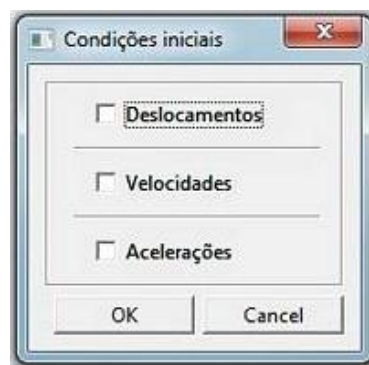 Condições iniciais
Deslocamentos
Velocidades
Acelerações
OK Cancel